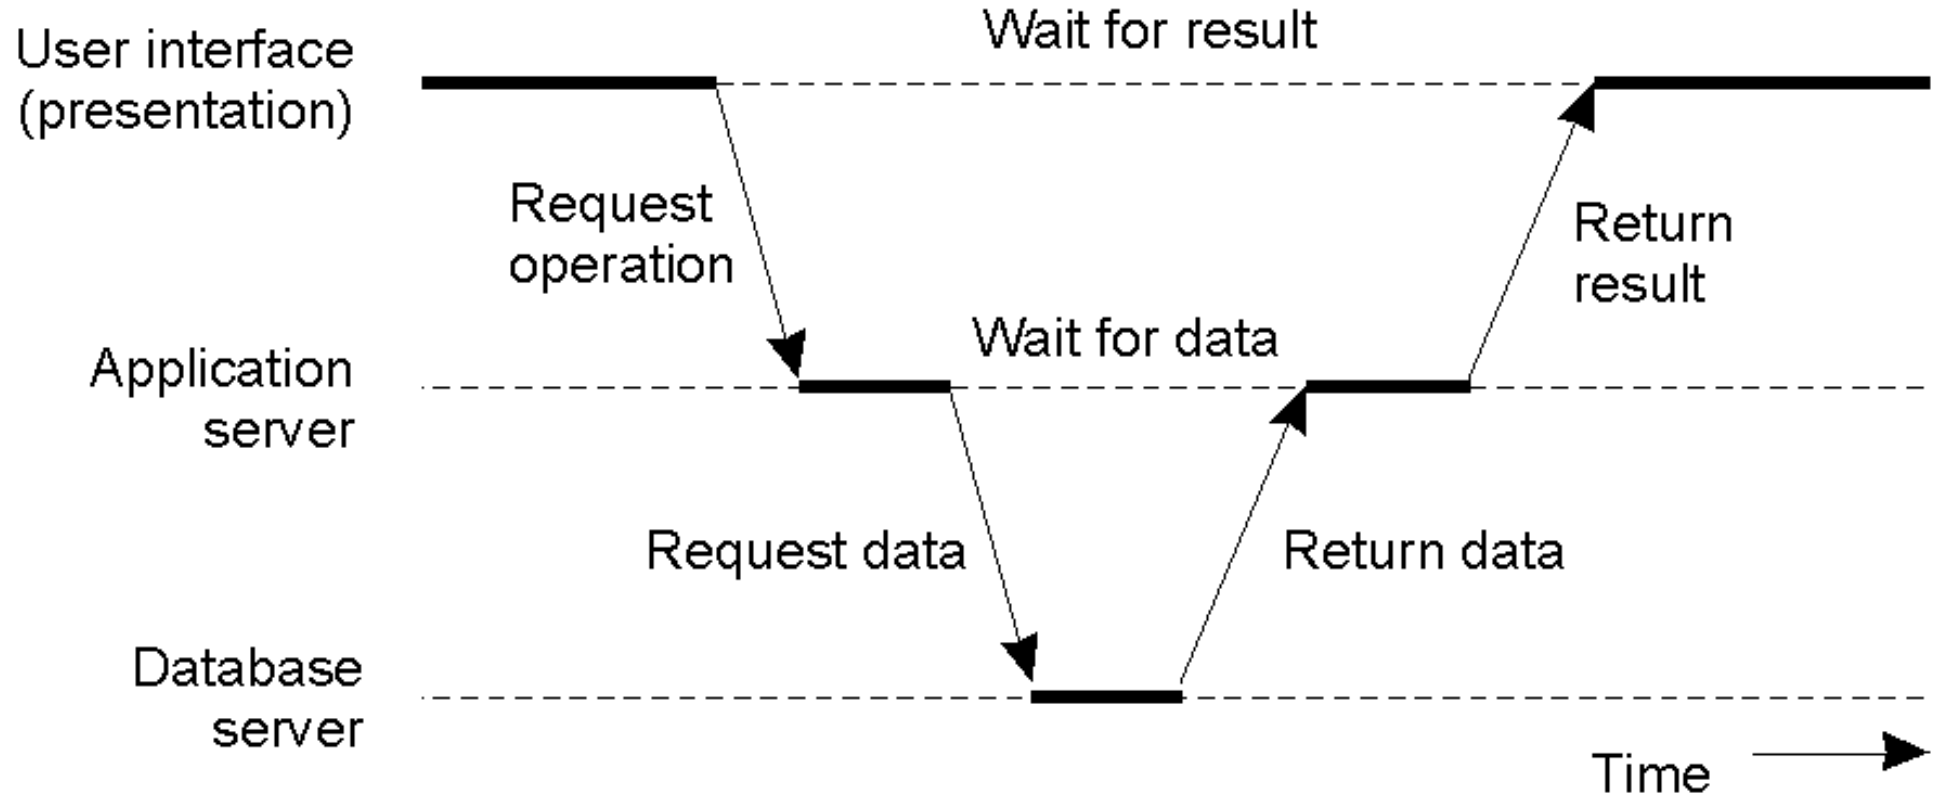 Wait for result
User interface
(presentation)
Request
operation
Return
result
Wait for data
Application
server
Request data
Return data
Database
server
Time